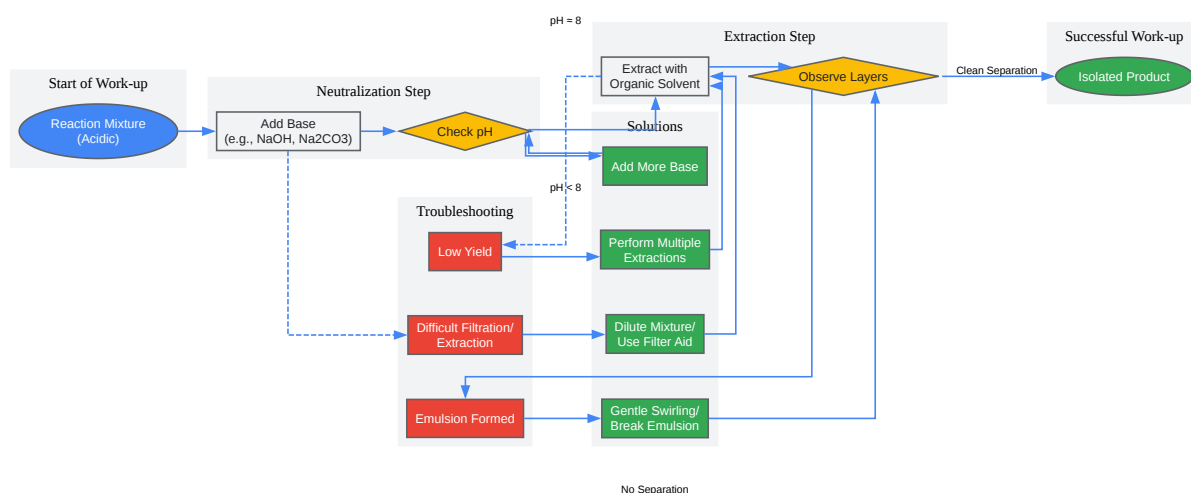 pH ≈ 8
Extraction Step
Successful Work-up
Extract with
Organic Solvent
Observe Layers
Clean Separation
Isolated Product
Start of Work-up
Neutralization Step
Reaction Mixture
(Acidic)
Add Base
(e.g., NaOH, Na2CO3)
Check pH
Solutions
Add More Base
pH < 8
Troubleshooting
Low Yield
Perform Multiple
Extractions
Difficult Filtration/
Extraction
Dilute Mixture/
Use Filter Aid
Emulsion Formed
Gentle Swirling/
Break Emulsion
No Separation